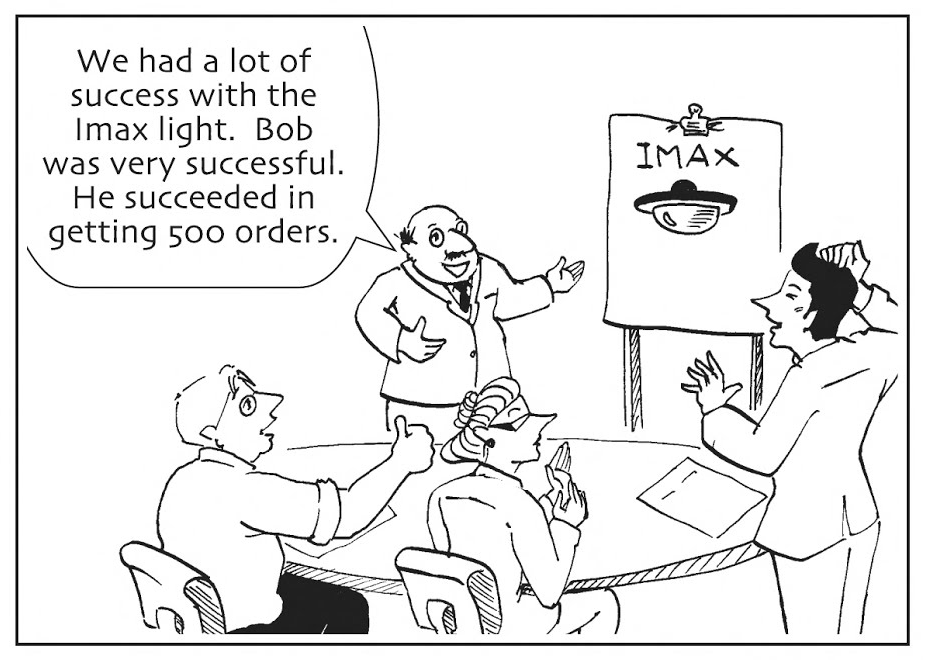 We had a lot of
success with the
Imax light.  Bob
was very successful.
He succeeded in
getting 500 orders.
IMAX